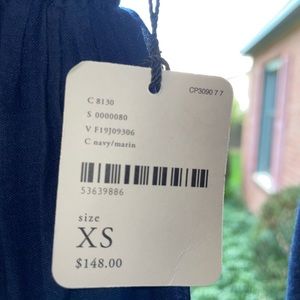 CP3090 7 7
C 8130
S 0000080
V F19J09306
C navy/marin
53639886
size
XS
$148.00